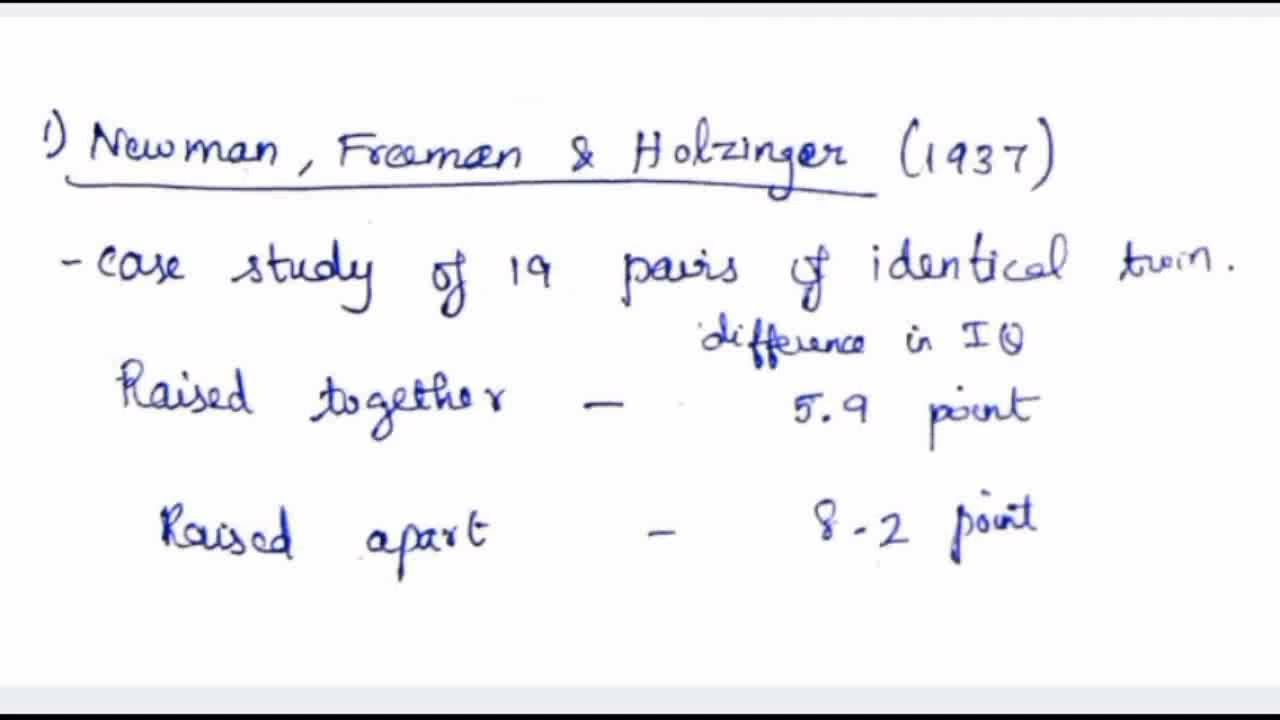 1) Newman, Freeman & Holzinger (1937)
- case study of 19 pairs of identical twin.
difference in IQ
Raised together - 5.9 point
Raised apart - 8.2 point